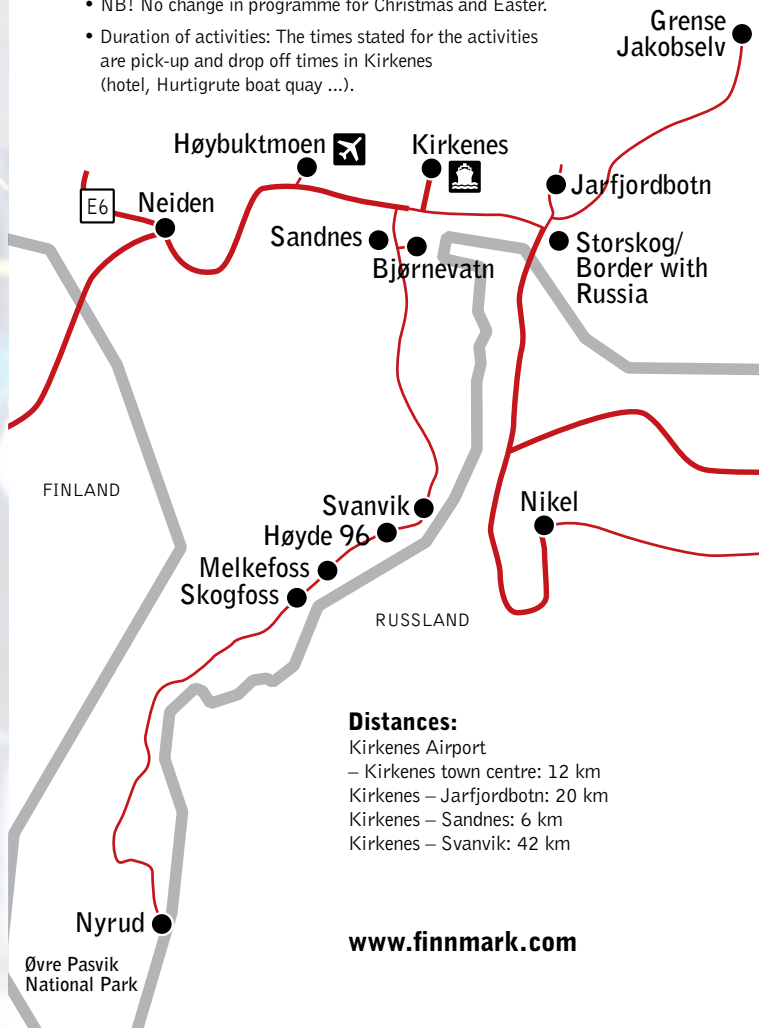 • NB! No change in programme for Christmas and Easter.
• Duration of activities: The times stated for the activities
are pick-up and drop off times in Kirkenes
(hotel, Hurtigrute boat quay ...).
Grense
Jakobselv
Høybuktmoen
Kirkenes
Jarfjordbotn
E6
Neiden
Sandnes
Bjørnevatn
Storskog/
Border with
Russia
FINLAND
Svanvik
Nikel
Høyde 96
Melkefoss
Skogfoss
RUSSLAND
Distances:
Kirkenes Airport
– Kirkenes town centre: 12 km
Kirkenes – Jarfjordbotn: 20 km
Kirkenes – Sandnes: 6 km
Kirkenes – Svanvik: 42 km
Nyrud
www.finnmark.com
Øvre Pasvik
National Park